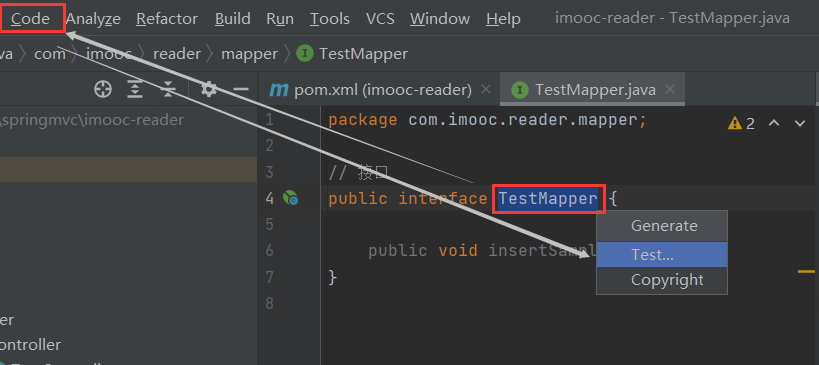 Code Analyze Refactor Build Run Tools VCS Window Help imooc-reader - TestMapper.java
va com imooc reader mapper TestMapper
pom.xml (imooc-reader) TestMapper.java
\springmvc\imooc-reader
1 package com.imooc.reader.mapper; 2
2
3 // 接口
4 public interface TestMapper {
5
Generate
6 public void insertSampl
Test...
7 }
Copyright
8
er
ontroller